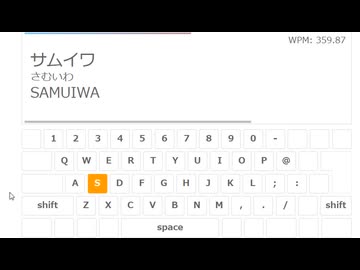 WPM: 359.87
サムイワ
さむいわ
SAMUIWA
1 2 3 4 5 6 7 8 9 0 -
Q W E R T Y U I O P @
A S D F G H J K L ; :
shift Z X C V B N M , . / shift
space